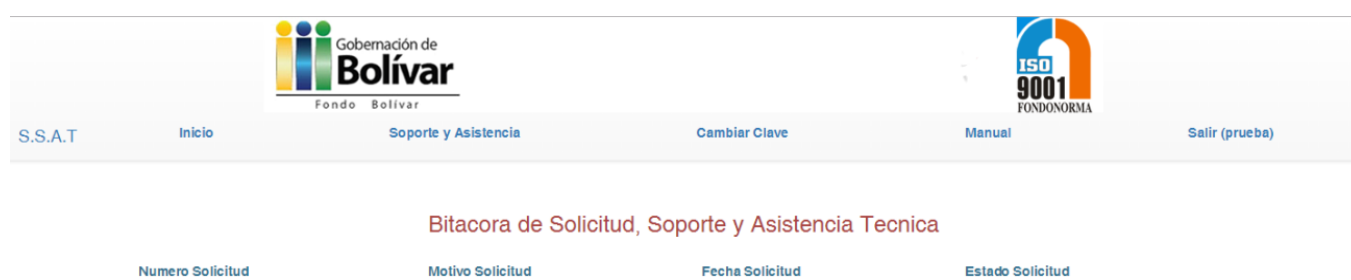 Gobernación de
Bolívar
Fondo Bolívar
ISO
9001
FONDONORMA
S.S.A.T Inicio Soporte y Asistencia Cambiar Clave Manual Salir (prueba)
Bitacora de Solicitud, Soporte y Asistencia Tecnica
Numero Solicitud Motivo Solicitud Fecha Solicitud Estado Solicitud